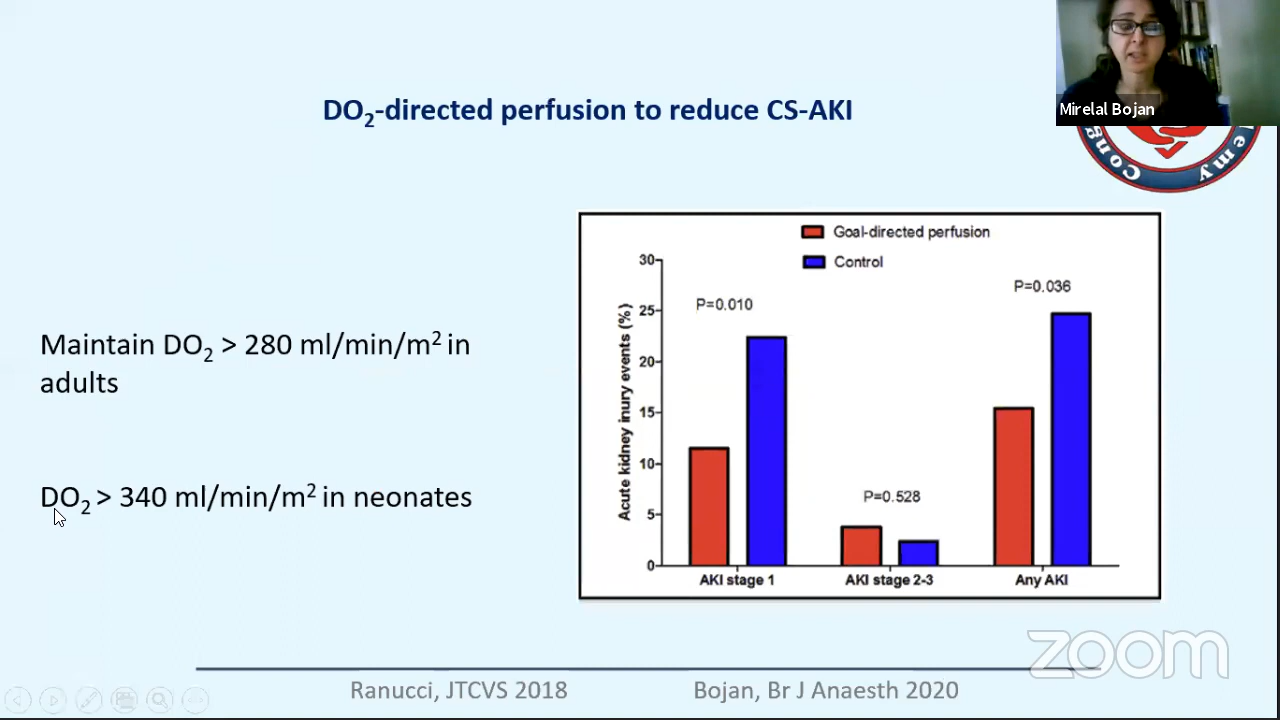 Mirelal Bojan
Cong
emy
DO₂-directed perfusion to reduce CS-AKI
Maintain DO₂ > 280 ml/min/m² in
adults
DO₂ > 340 ml/min/m² in neonates
Goal-directed perfusion
Control
Acute kidney inury events (%)
30
25
20
15
10
5
0
P=0.010
P=0.528
P=0.036
AKI stage 1
AKI stage 2-3
Any AKI
zoom
Ranucci, JTCVS 2018
Bojan, Br J Anaesth 2020